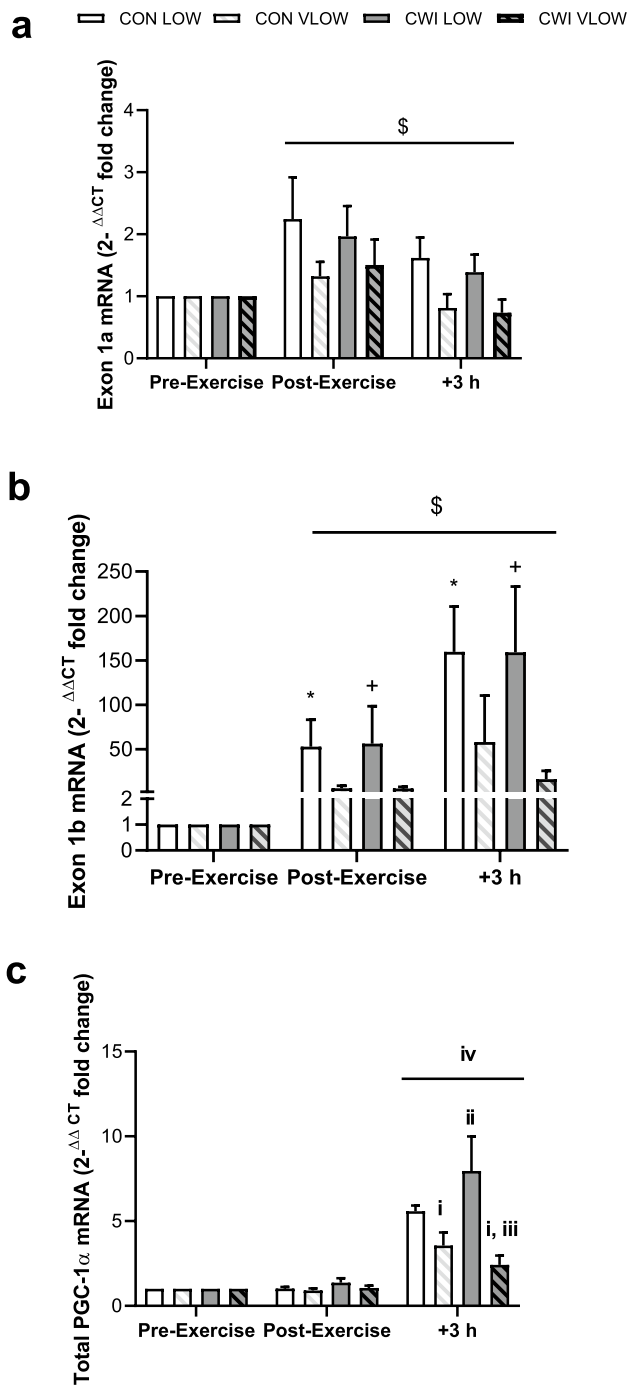 a
CON LOW CON VLOW CWI LOW CWI VLOW
Exon 1a mRNA (2- ΔΔCT fold change)
4
3
2
1
0
$
Pre-Exercise Post-Exercise +3 h
b
Exon 1b mRNA (2- ΔΔCT fold change)
250
200
150
100
50
2
1
0
$
* + * +
Pre-Exercise Post-Exercise +3 h
c
Total PGC-1α mRNA (2-ΔΔ CT fold change)
15
10
5
0
iv
ii
i
i, iii
Pre-Exercise Post-Exercise +3 h